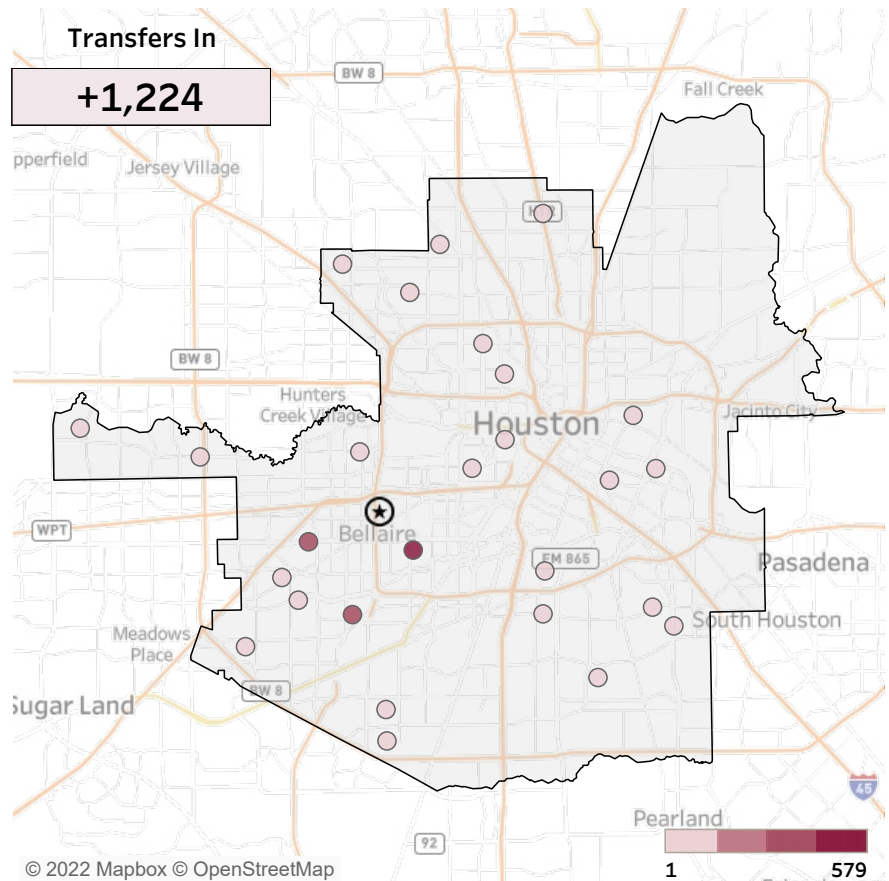 Transfers In
+1,224
BW 8
Fall Creek
pperfield
Jersey Village
BW 8
Hunters
Creek Village
Jacinto City
Houston
WPT
Bellaire
FM 865
Pasadena
South Houston
Meadows
Place
BW 8
Sugar Land
45
Pearland
92
1
579
© 2022 Mapbox © OpenStreetMap